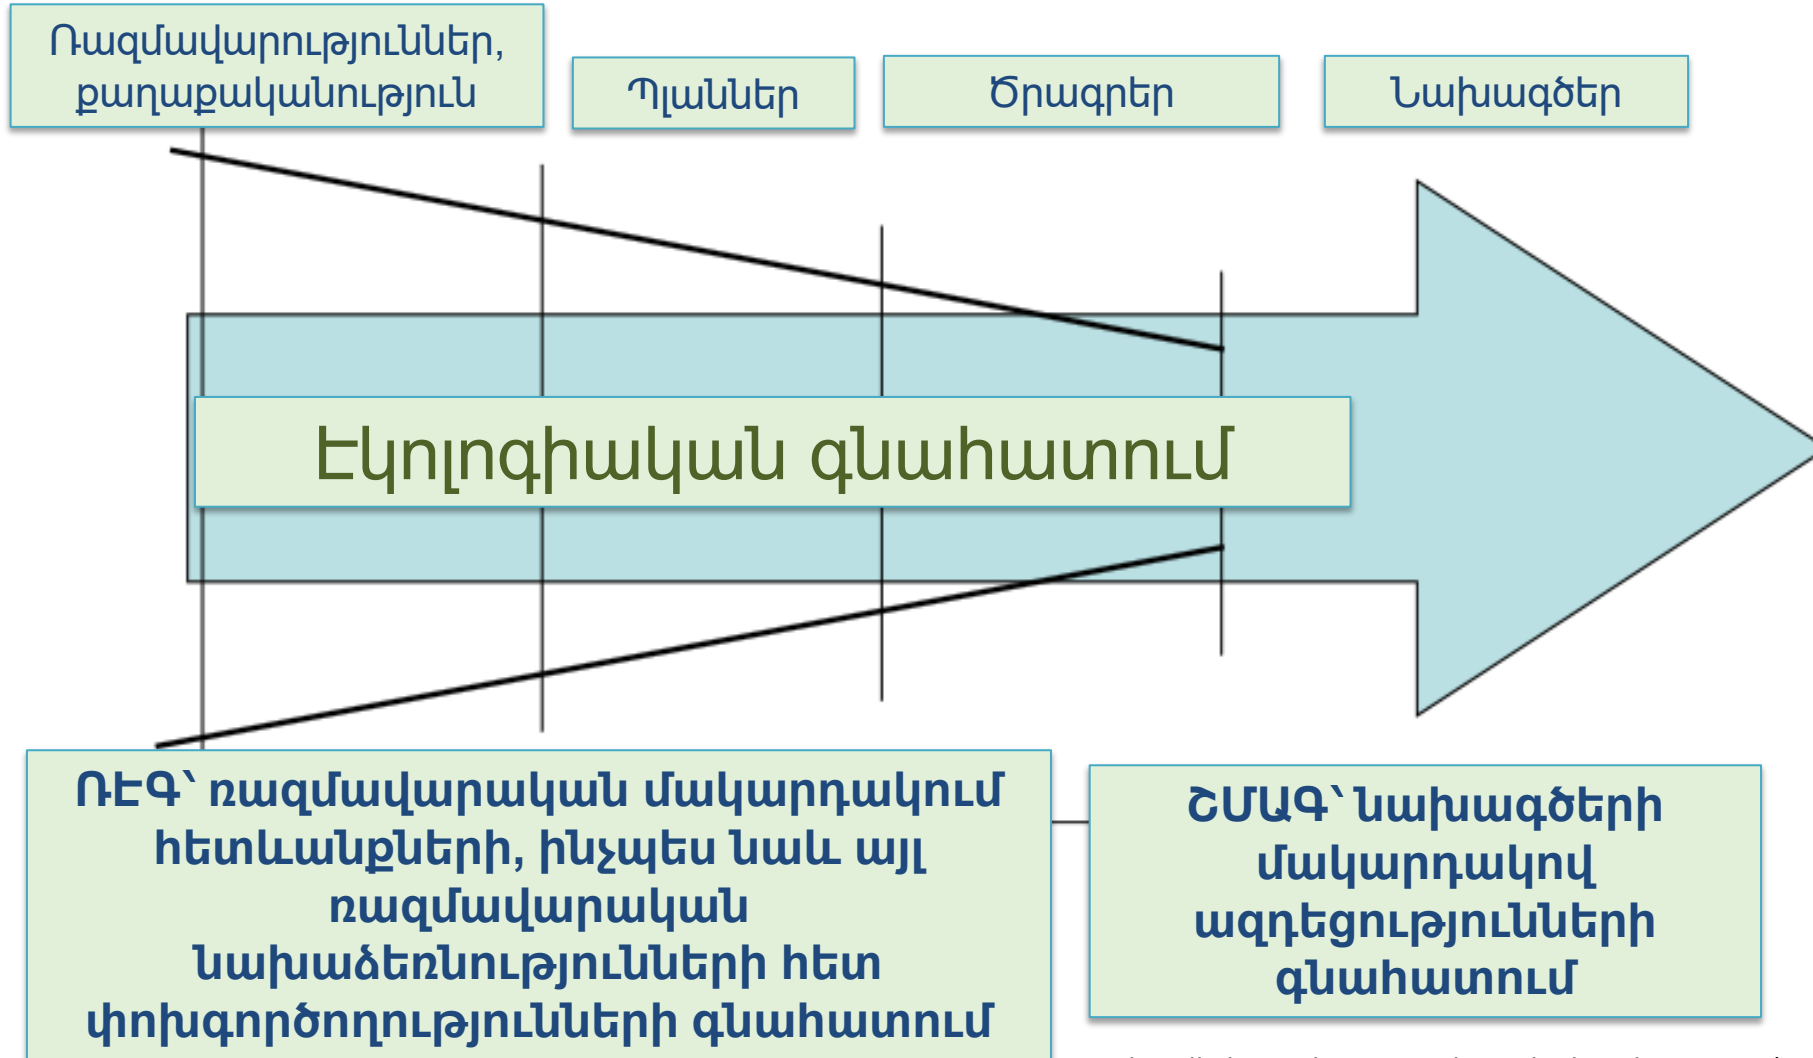 Ռազմավարություններ,
քաղաքականություն
Պլաններ
Ծրագրեր
Նախագծեր
Էկոլոգիական գնահատում
ՌԷԳ՝ ռազմավարական մակարդակում
հետևանքների, ինչպես նաև այլ
ռազմավարական
նախաձեռնությունների հետ
փոխգործողությունների գնահատում
ՇՄԱԳ՝ նախագծերի
մակարդակով
ազդեցությունների
գնահատում